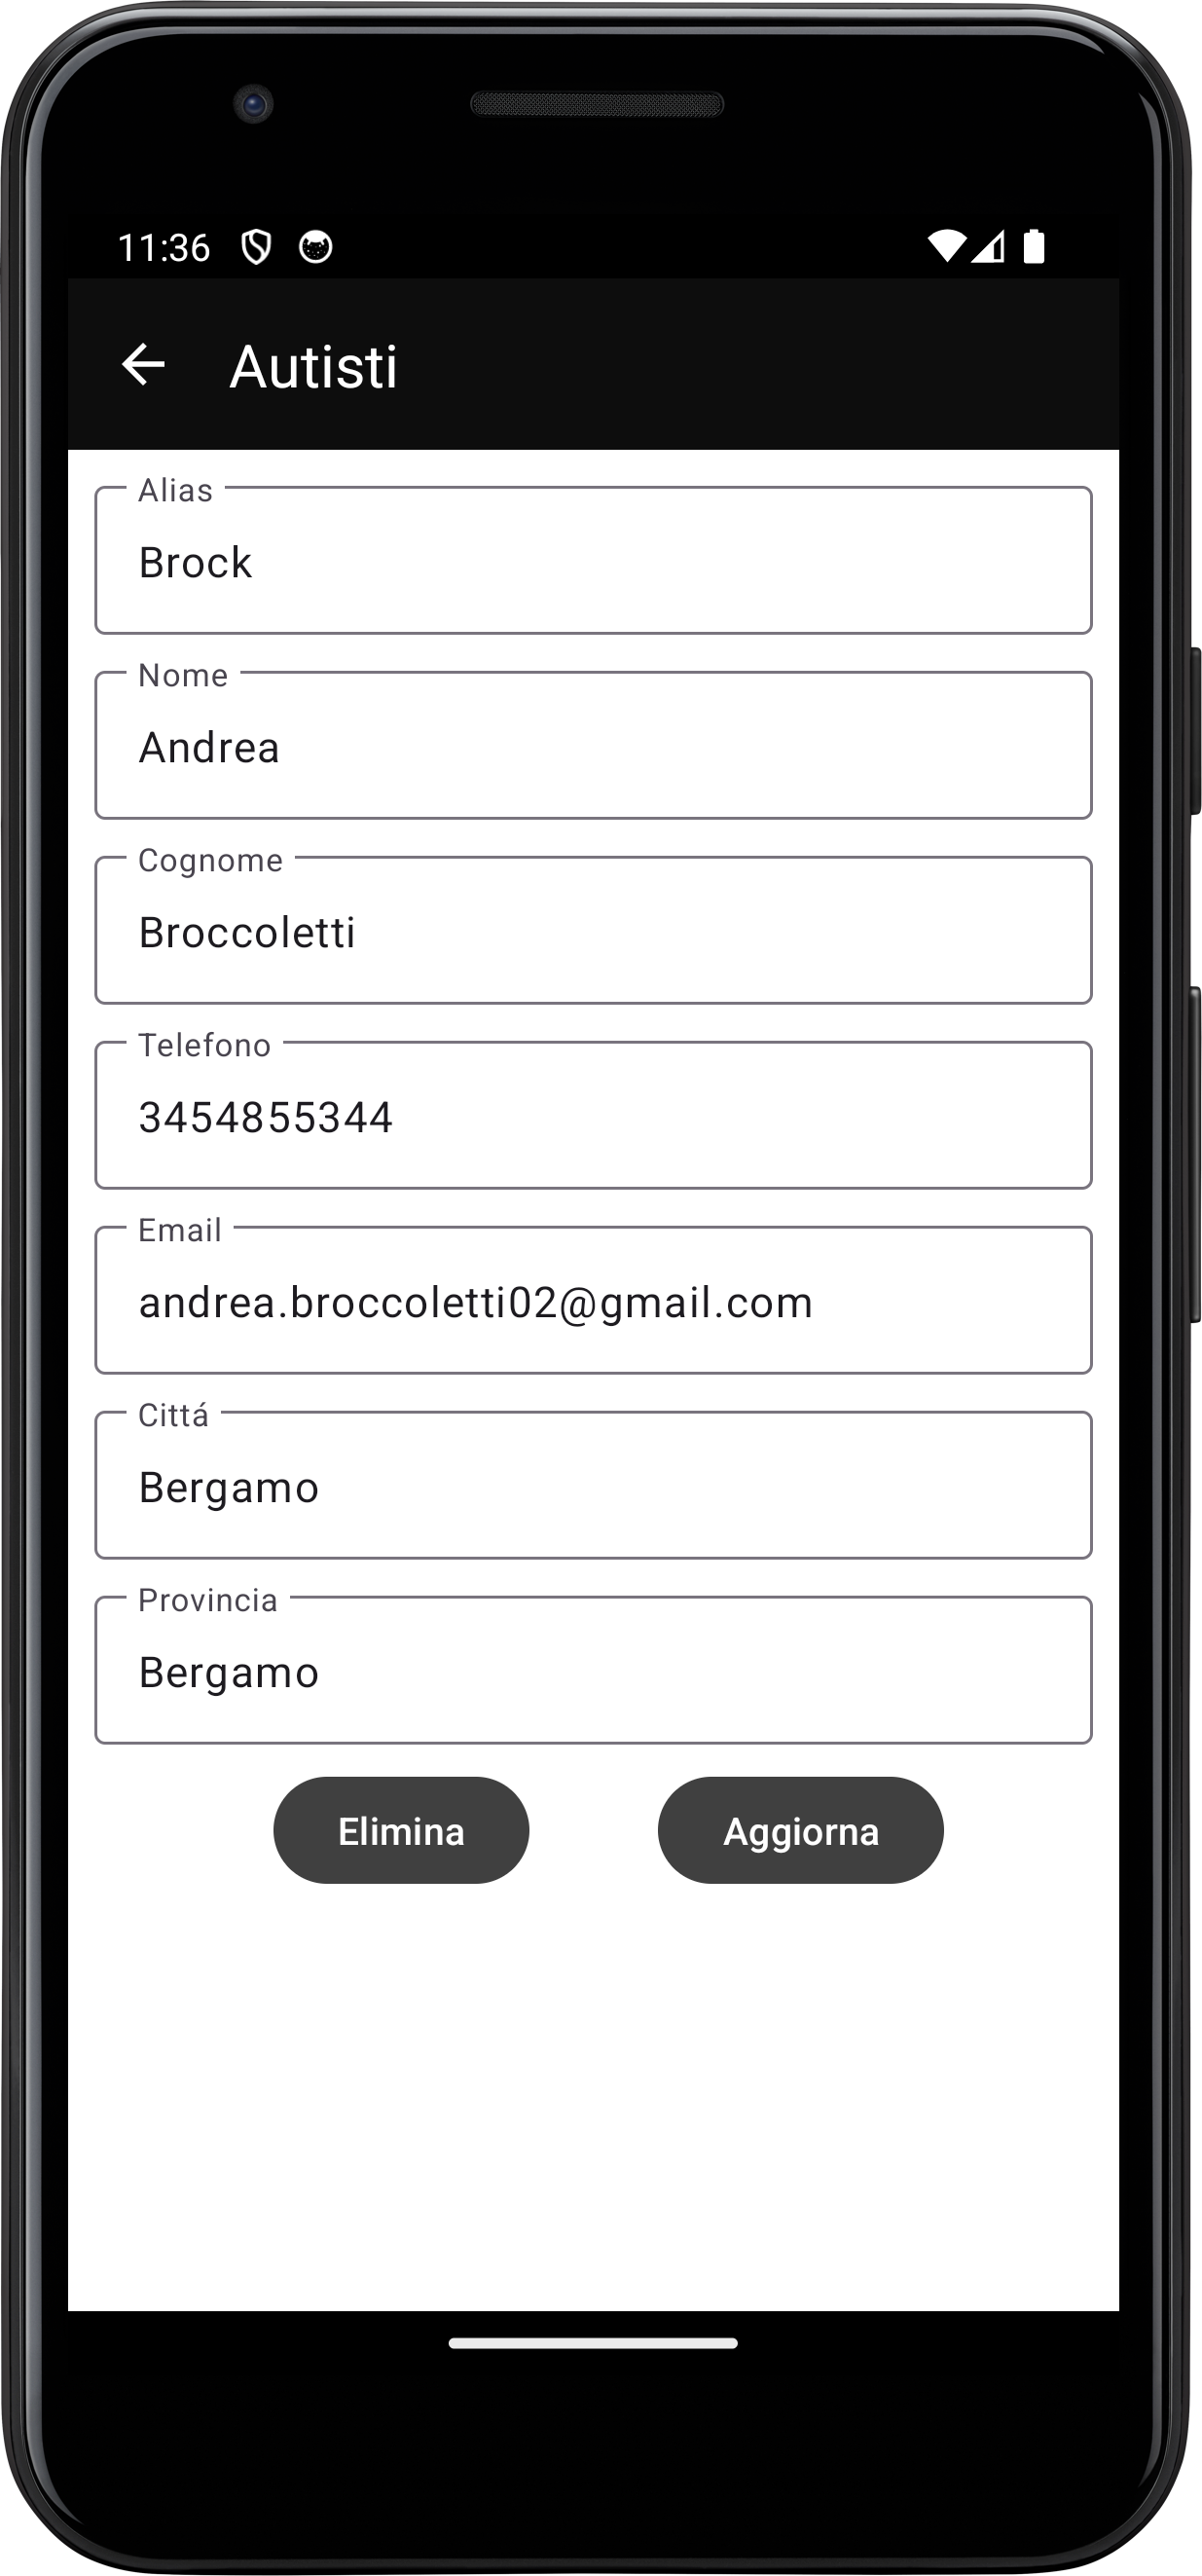 11:36
Autisti
Alias
Brock
Nome
Andrea
Cognome
Broccoletti
Telefono
3454855344
Email
andrea.broccoletti02@gmail.com
Cittá
Bergamo
Provincia
Bergamo
Elimina
Aggiorna